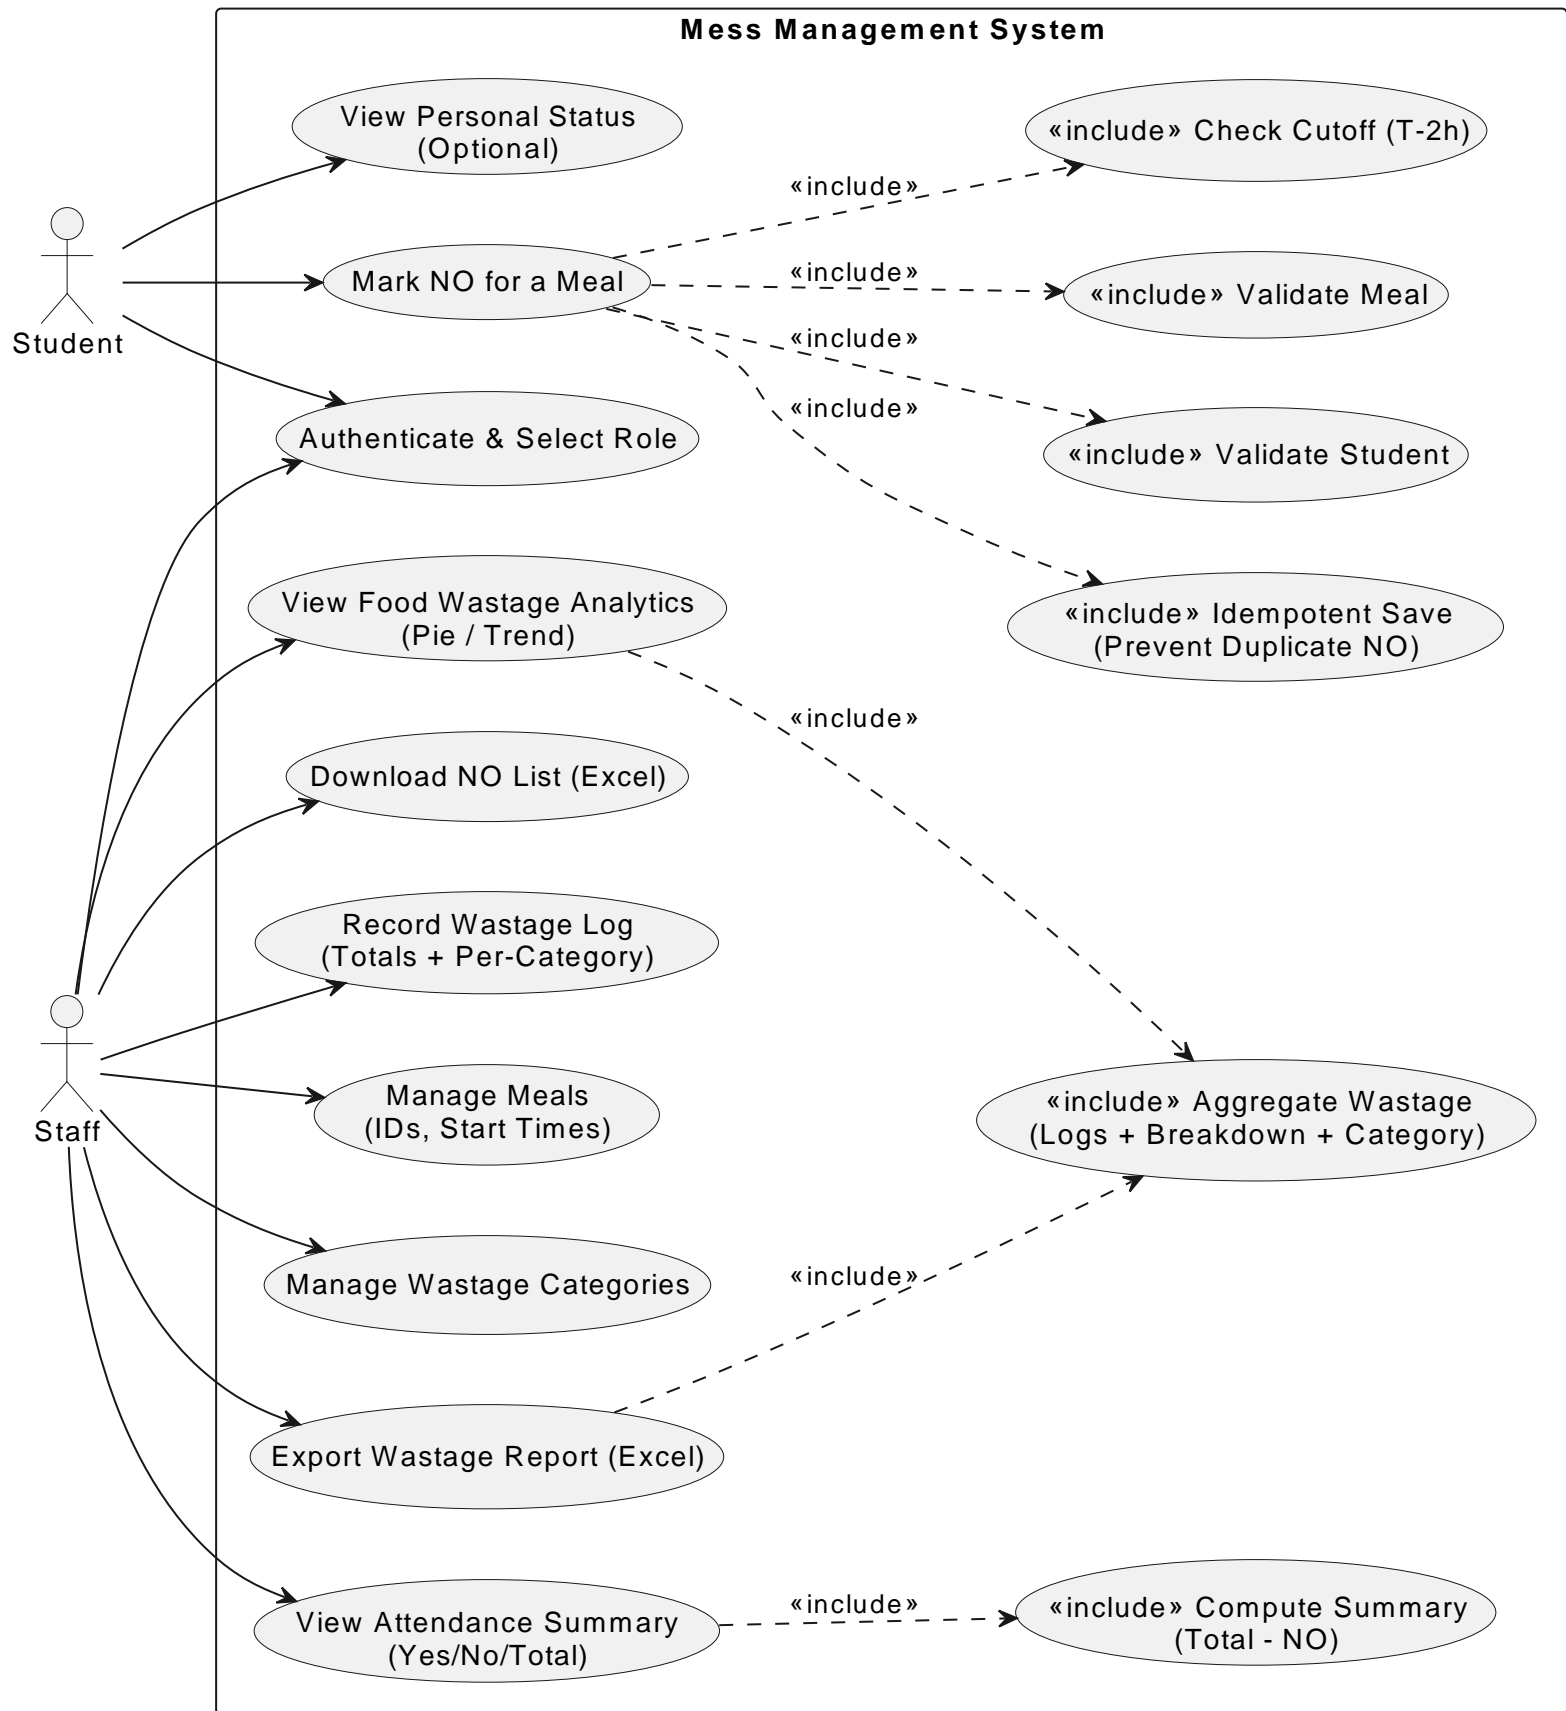 Mess Management System
View Personal Status
(Optional)
«include» Check Cutoff (T-2h)
«include»
Mark NO for a Meal
«include»
«include» Validate Meal
Student
«include»
«include»
Authenticate & Select Role
«include» Validate Student
View Food Wastage Analytics
(Pie / Trend)
«include» Idempotent Save
(Prevent Duplicate NO)
«include»
Download NO List (Excel)
Record Wastage Log
(Totals + Per-Category)
Manage Meals
(IDs, Start Times)
Staff
«include» Aggregate Wastage
(Logs + Breakdown + Category)
Manage Wastage Categories
«include»
Export Wastage Report (Excel)
View Attendance Summary
(Yes/No/Total)
«include»
«include» Compute Summary
(Total - NO)